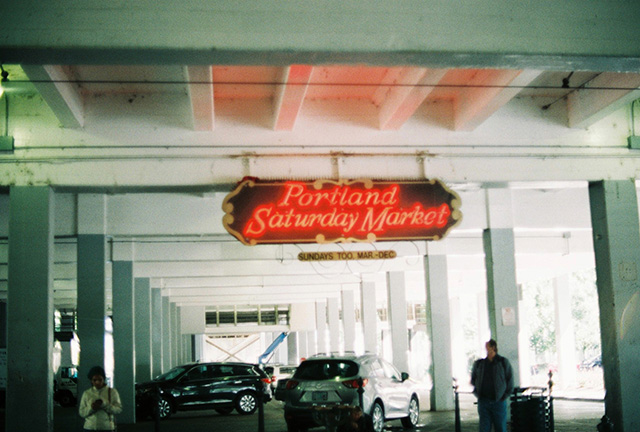 Portland
Saturday Market
SUNDAYS TOO. MAR.-DEC